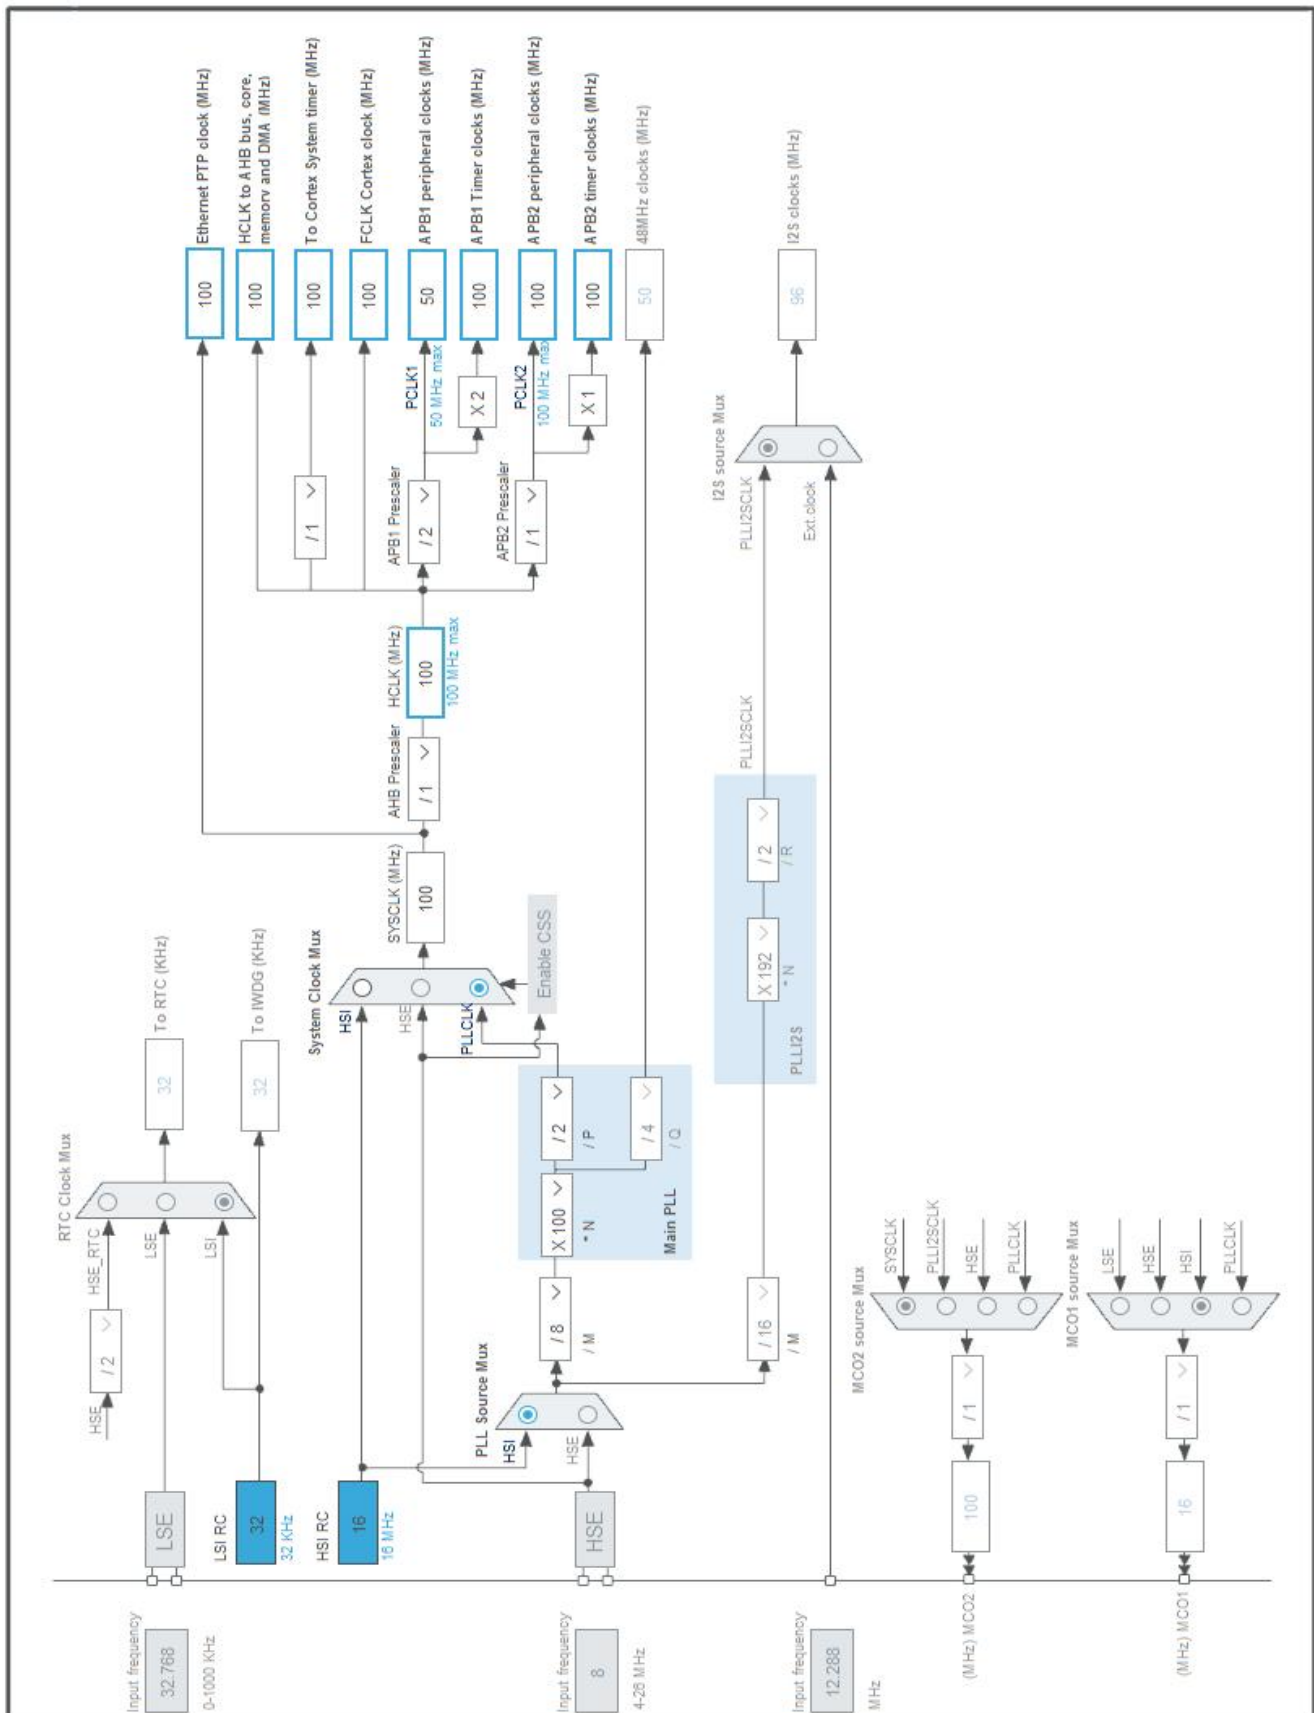 Input frequency
32.768
0-1000 KHz
LSE
LSI RC
32
32 KHz
HSI RC
16
16 MHz
Input frequency
8
4-26 MHz
HSE
Input frequency
12.288
MHz
HSE
/ 2
HSE_RTC
LSE
LSI
RTC Clock Mux
32
To RTC (KHz)
32
To IWDG (KHz)
PLL Source Mux
HSI
HSE
/ 8
/ M
X 100
* N
/ 2
/ P
/ 4
/ Q
Main PLL
System Clock Mux
HSI
HSE
PLLCLK
Enable CSS
SYSCLK (MHz)
100
AHB Prescaler
/ 1
HCLK (MHz)
100
100 MHz max
/ 1
APB1 Prescaler
/ 2
PCLK1
50 MHz max
X 2
APB2 Prescaler
/ 1
PCLK2
100 MHz max
X 1
100
Ethernet PTP clock (MHz)
100
HCLK to AHB bus, core,
memory and DMA (MHz)
100
To Cortex System timer (MHz)
100
FCLK Cortex clock (MHz)
50
APB1 peripheral clocks (MHz)
100
APB1 Timer clocks (MHz)
100
APB2 peripheral clocks (MHz)
100
APB2 timer clocks (MHz)
50
48MHz clocks (MHz)
/ 16
/ M
X 192
* N
/ 2
/ R
PLLI2S
PLLI2SCLK
PLLI2SCLK
Ext.clock
I2S source Mux
96
I2S clocks (MHz)
MCO2 source Mux
SYSCLK
PLLI2SCLK
HSE
PLLCLK
/ 1
100
(MHz) MCO2
MCO1 source Mux
LSE
HSE
HSI
PLLCLK
/ 1
16
(MHz) MCO1